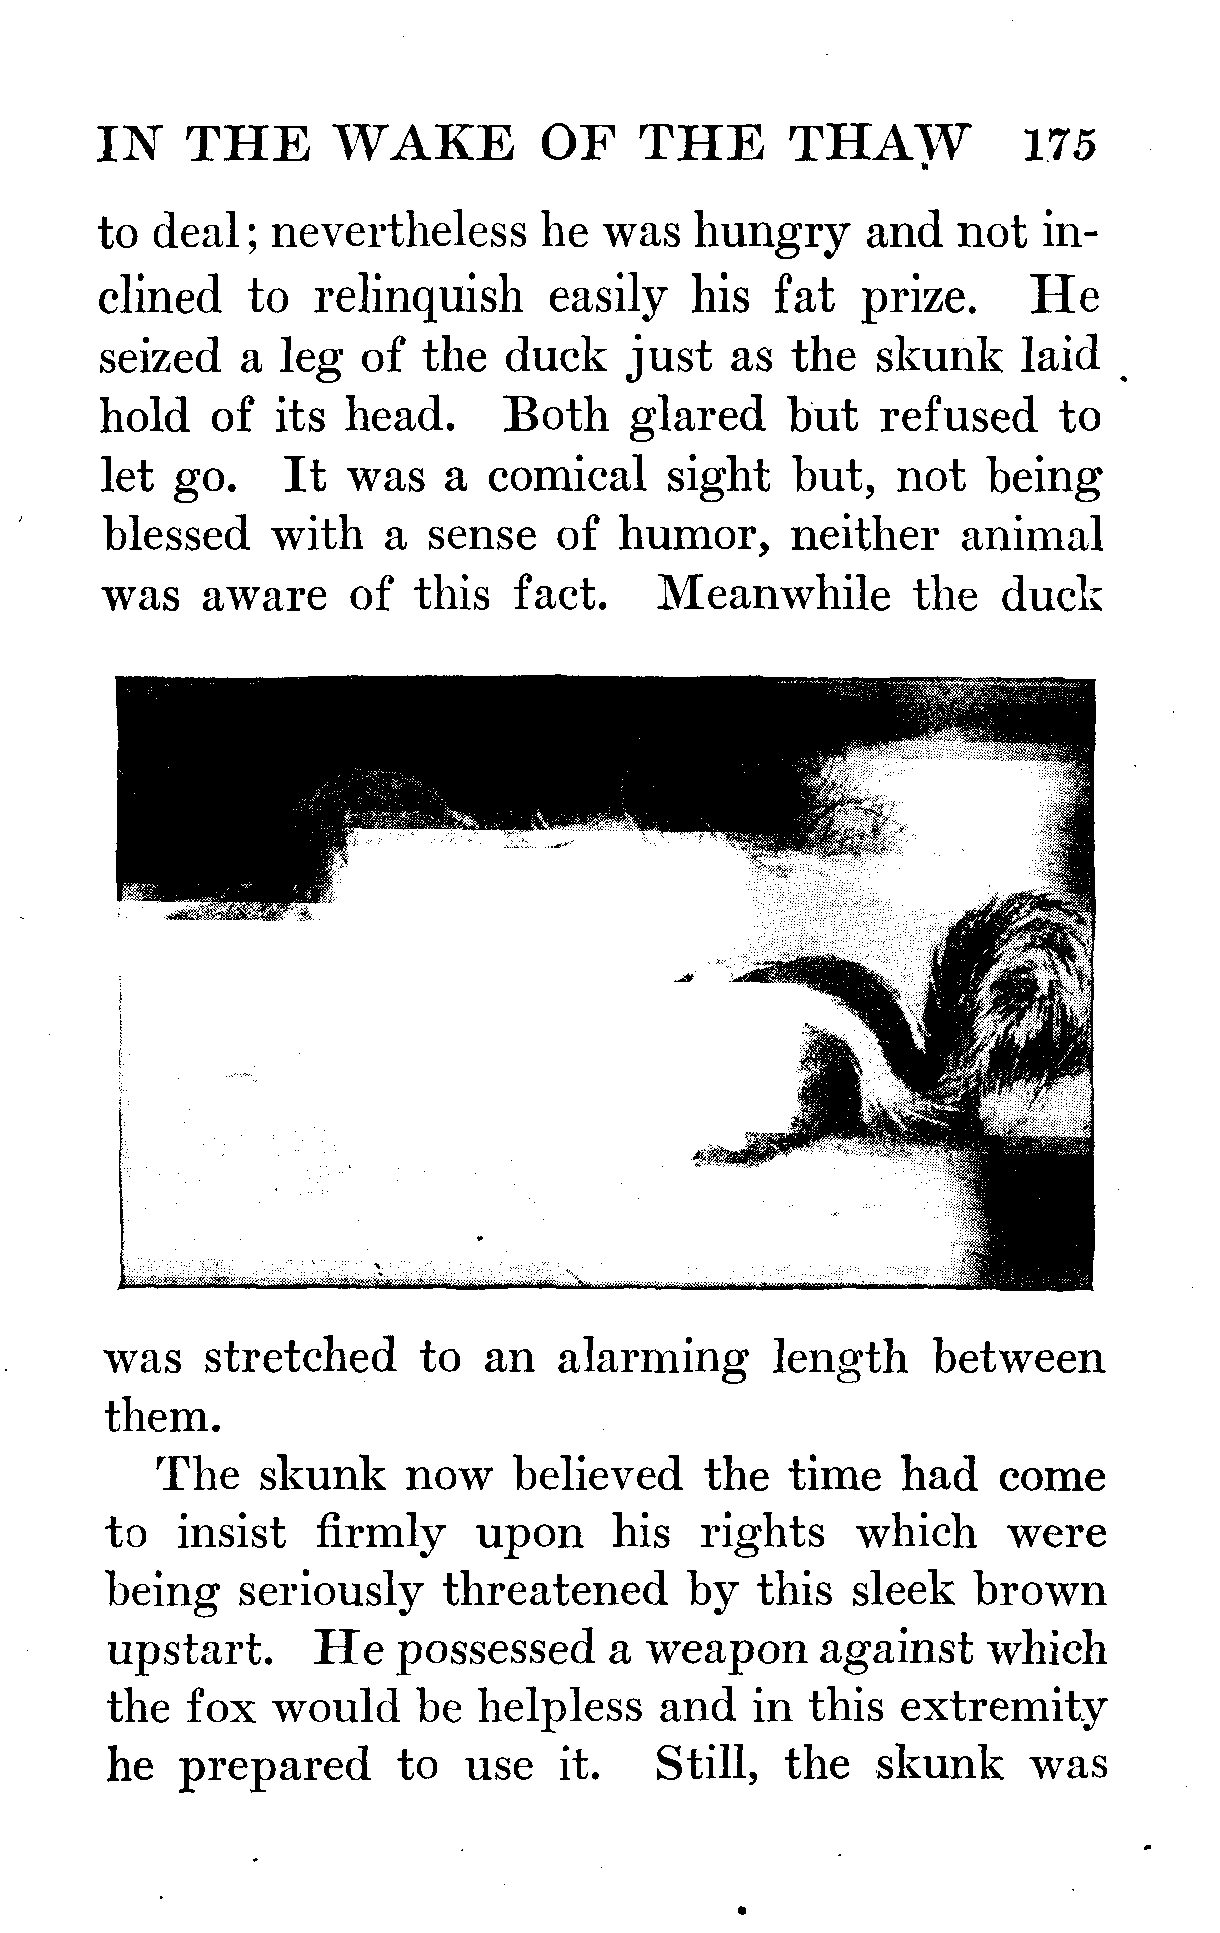 IN THE WAKE OF THE THAW 175
to deal; nevertheless he was hungry and not in-
clined to relinquish easily his fat prize. He
seized a leg of the duck just as the skunk laid
hold of its head. Both glared but refused to
let go. It was a comical sight but, not being
blessed with a sense of humor, neither animal
was aware of this fact. Meanwhile the duck
was stretched to an alarming length between
them.
The skunk now believed the time had come
to insist firmly upon his rights which were
being seriously threatened by this sleek brown
upstart. He possessed a weapon against which
the fox would be helpless and in this extremity
he prepared to use it. Still, the skunk was